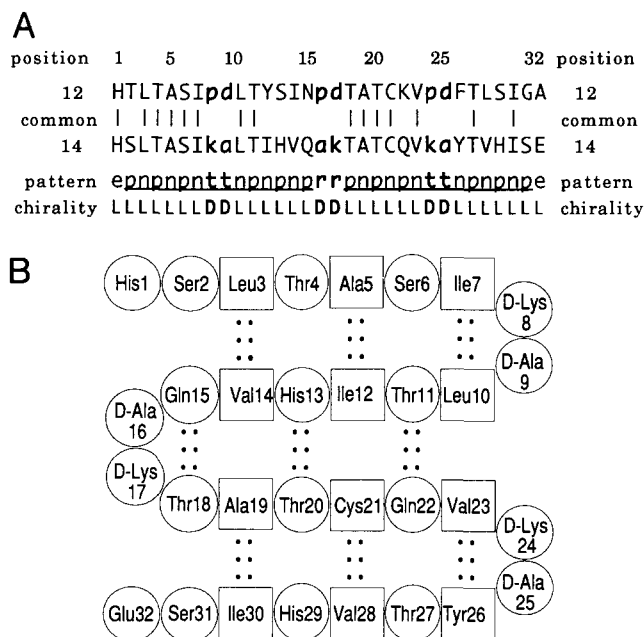 A
position 1 5 10 15 20 25 32 position
12 HTLTASIpdLTYSINpdTATCKVpdFTLSIGA 12
common common
14 HSLTASIkaLTIHVQakTATCQVkaYTVHISE 14
pattern epnpnpnttnpnpnprrpnpnpnttnpnpnpe pattern
chirality LLLLLLLDDLLLLLLDDLLLLLLDDLLLLLLL chirality
B
His1 Ser2 Leu3 Thr4 Ala5 Ser6 Ile7
D-Lys
8
D-Ala
9
Gln15 Val14 His13 Ile12 Thr11 Leu10
D-Ala
16
D-Lys
17
Thr18 Ala19 Thr20 Cys21 Gln22 Val23
D-Lys
24
D-Ala
25
Glu32 Ser31 Ile30 His29 Val28 Thr27 Tyr26